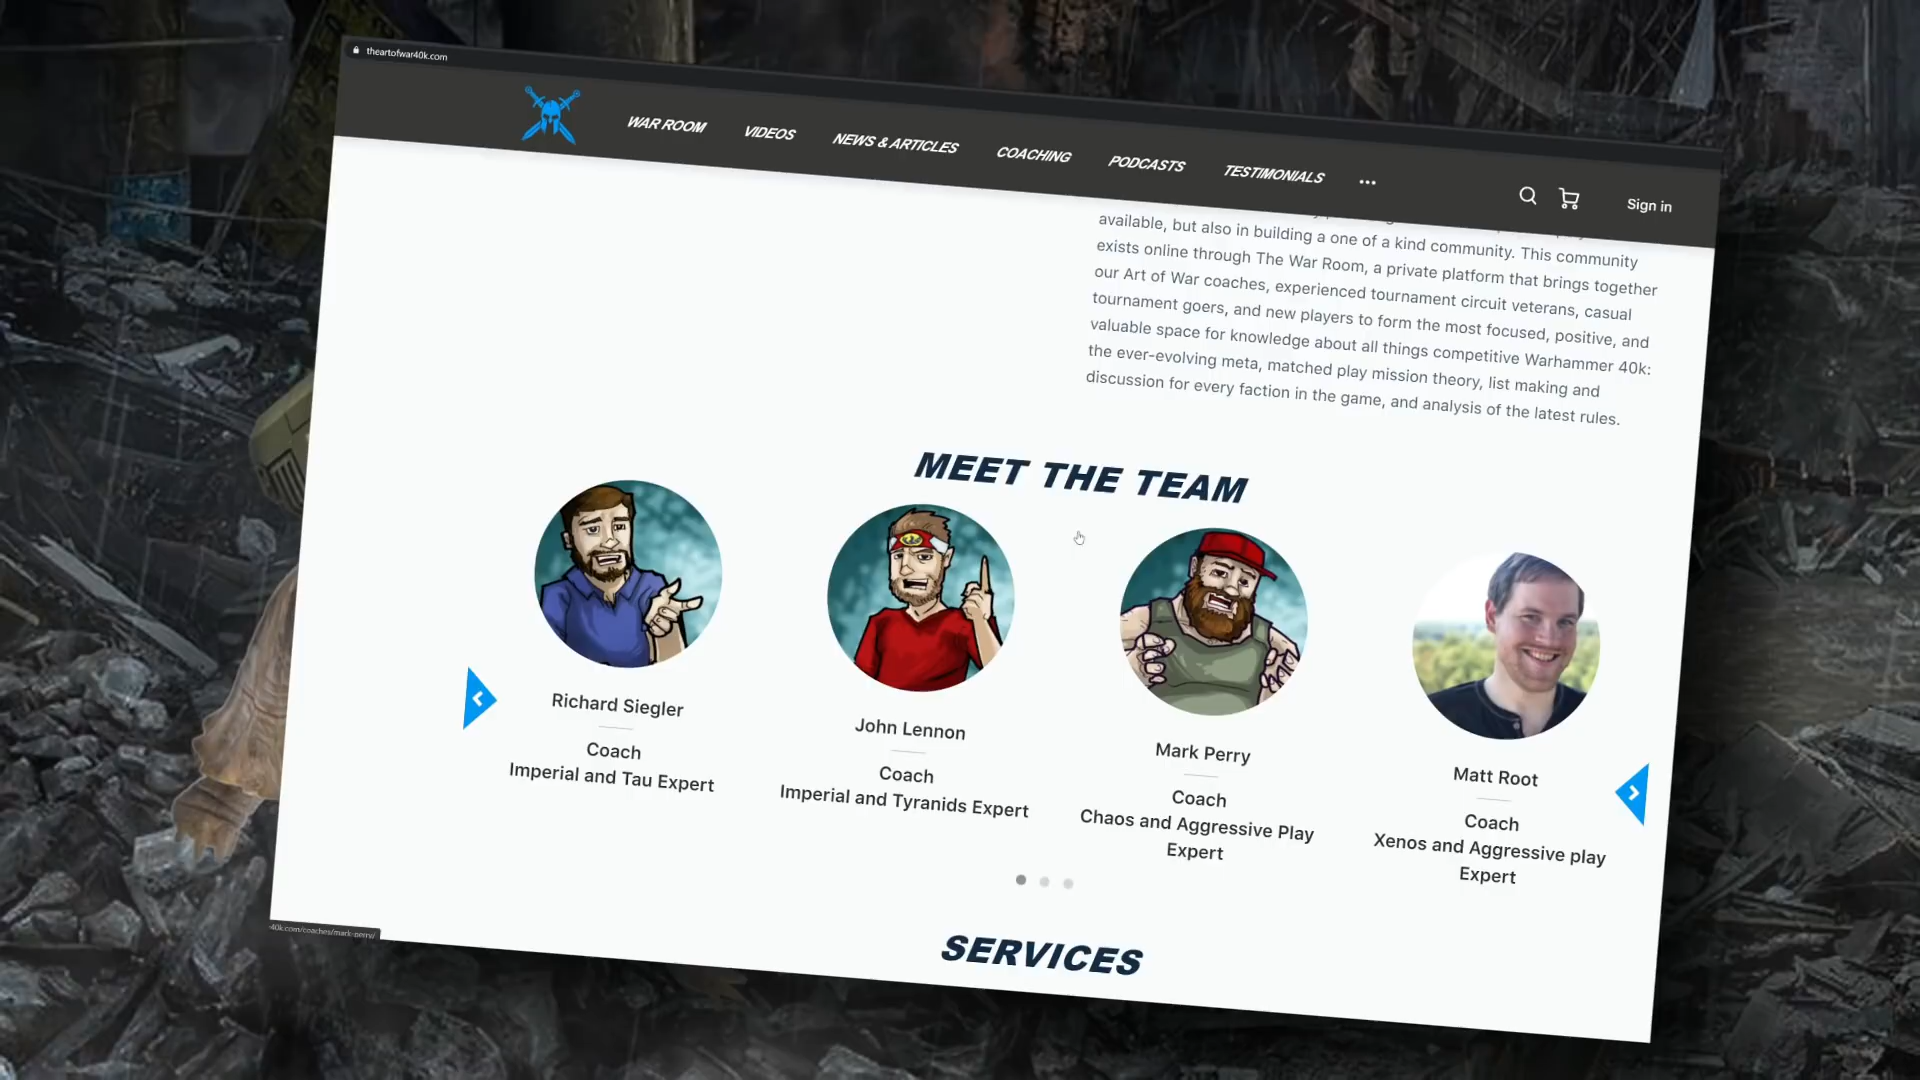 theartofwar40k.com
WAR ROOM
VIDEOS
NEWS & ARTICLES
COACHING
PODCASTS
TESTIMONIALS
Sign in
available, but also in building a one of a kind community. This community
exists online through The War Room, a private platform that brings together
our Art of War coaches, experienced tournament circuit veterans, casual
tournament goers, and new players to form the most focused, positive, and
valuable space for knowledge about all things competitive Warhammer 40k:
the ever-evolving meta, matched play mission theory, list making and
discussion for every faction in the game, and analysis of the latest rules.
MEET THE TEAM
Richard Siegler
Coach
Imperial and Tau Expert
John Lennon
Coach
Imperial and Tyranids Expert
Mark Perry
Coach
Chaos and Aggressive Play
Expert
Matt Root
Coach
Xenos and Aggressive play
Expert
40k.com/coaches/mark-perry/
SERVICES